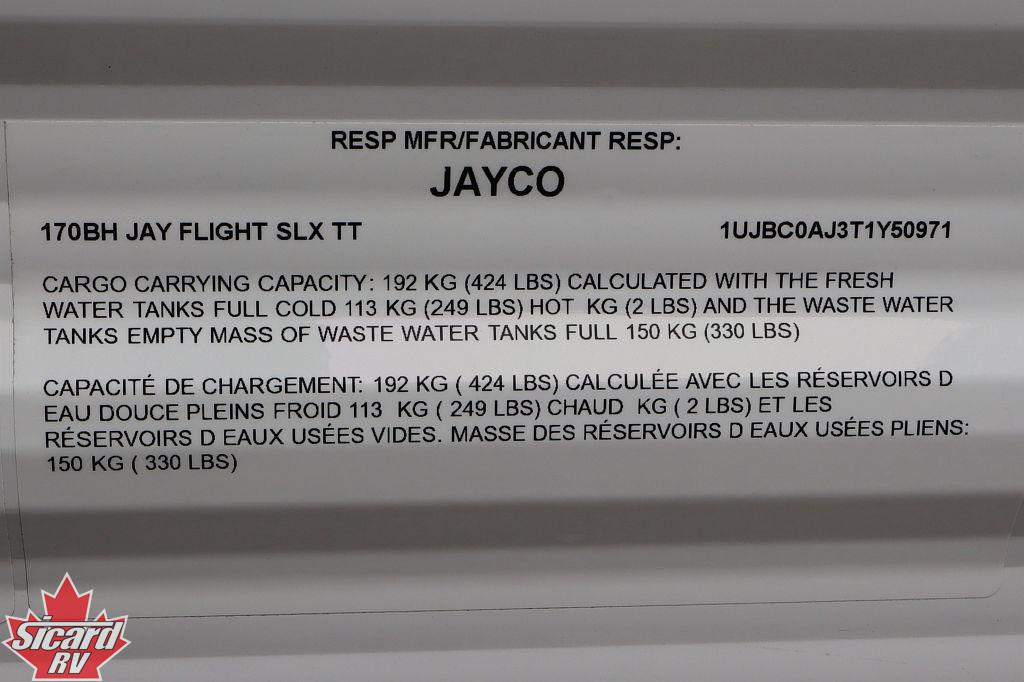 RESP MFR/FABRICANT RESP:
JAYCO
170BH JAY FLIGHT SLX TT 1UJBC0AJ3T1Y50971
CARGO CARRYING CAPACITY: 192 KG (424 LBS) CALCULATED WITH THE FRESH
WATER TANKS FULL COLD 113 KG (249 LBS) HOT KG (2 LBS) AND THE WASTE WATER
TANKS EMPTY MASS OF WASTE WATER TANKS FULL 150 KG (330 LBS)
CAPACITÉ DE CHARGEMENT: 192 KG ( 424 LBS) CALCULÉE AVEC LES RÉSERVOIRS D
EAU DOUCE PLEINS FROID 113 KG ( 249 LBS) CHAUD KG ( 2 LBS) ET LES
RÉSERVOIRS D EAUX USÉES VIDES. MASSE DES RÉSERVOIRS D EAUX USÉES PLIENS:
150 KG ( 330 LBS)
Sicard
RV